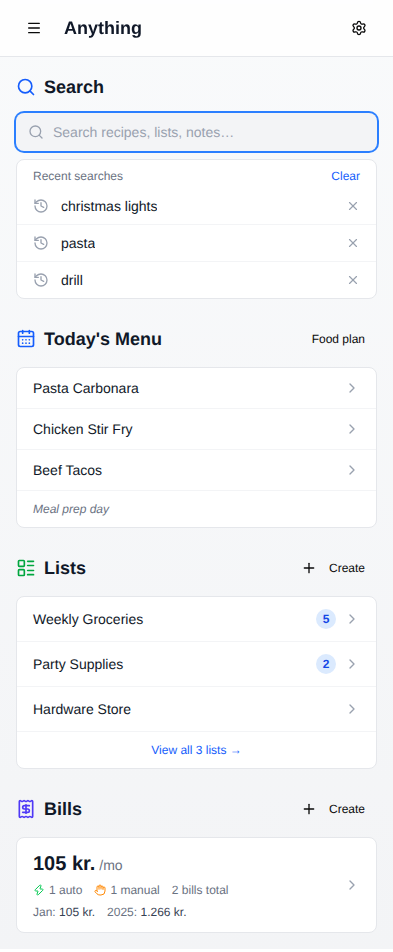 Anything
Search
Search recipes, lists, notes…
Recent searches Clear
christmas lights
pasta
drill
Today's Menu Food plan
Pasta Carbonara
Chicken Stir Fry
Beef Tacos
Meal prep day
Lists Create
Weekly Groceries 5
Party Supplies 2
Hardware Store
View all 3 lists →
Bills Create
105 kr. /mo
1 auto 1 manual 2 bills total
Jan: 105 kr. 2025: 1.266 kr.